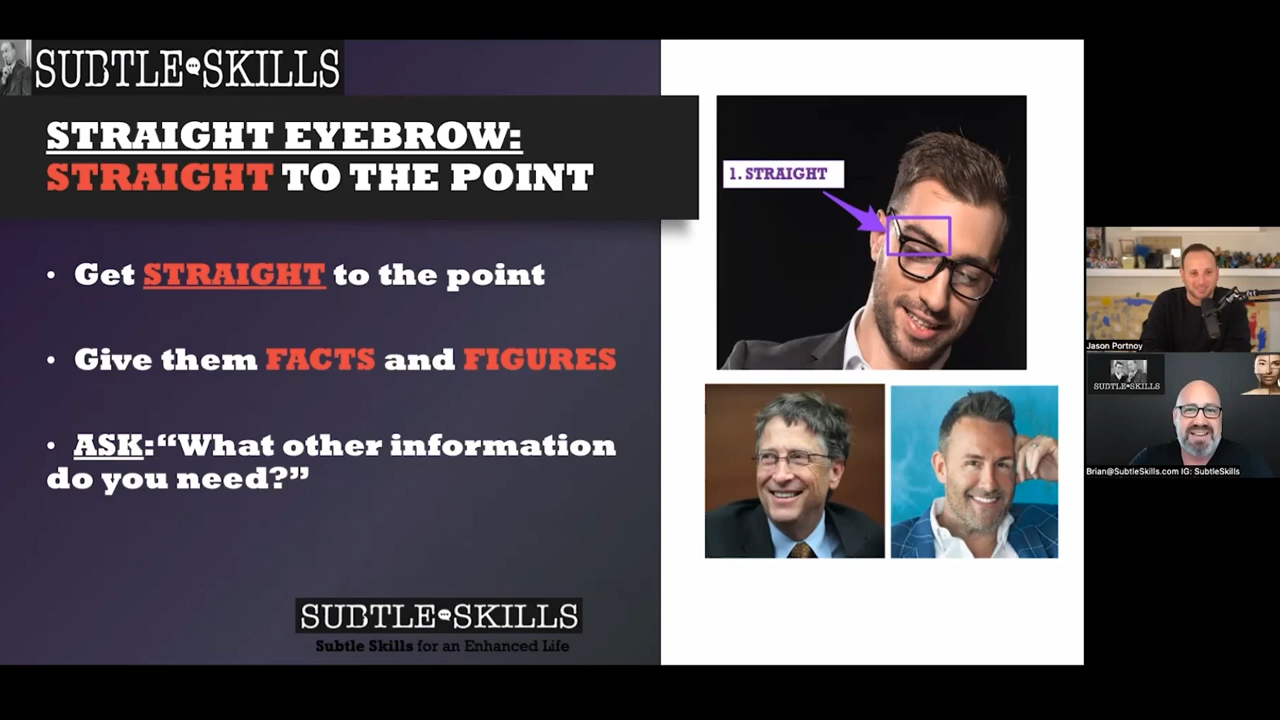 SUBTLE SKILLS
STRAIGHT EYEBROW:
STRAIGHT TO THE POINT
• Get STRAIGHT to the point
• Give them FACTS and FIGURES
• ASK:“What other information
do you need?”
SUBTLE SKILLS
Subtle Skills for an Enhanced Life
1. STRAIGHT
Jason Portnoy
SUBTLE SKILLS
Brian@SubtleSkills.com IG: SubtleSkills